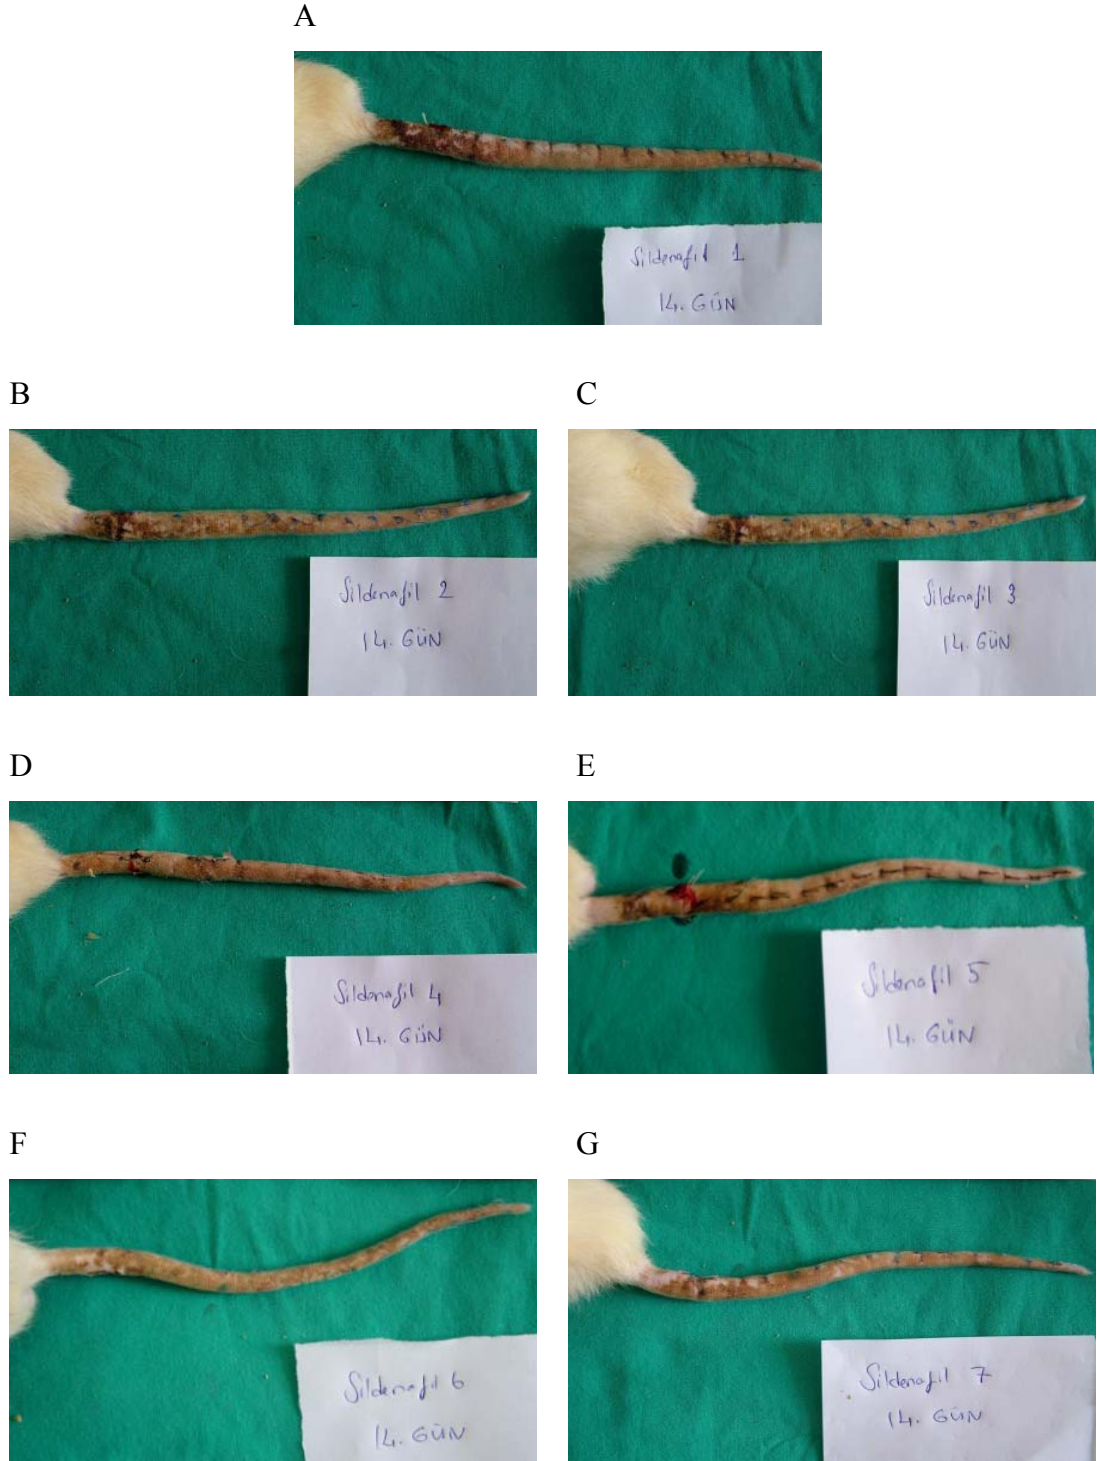 A
Sildenafil 1
14. GÜN
B
C
Sildenafil 2
14. GÜN
Sildenafil 3
14. GÜN
D
E
Sildenafil 4
14. GÜN
Sildenafil 5
14. GÜN
F
G
Sildenafil 6
14. GÜN
Sildenafil 7
14. GÜN